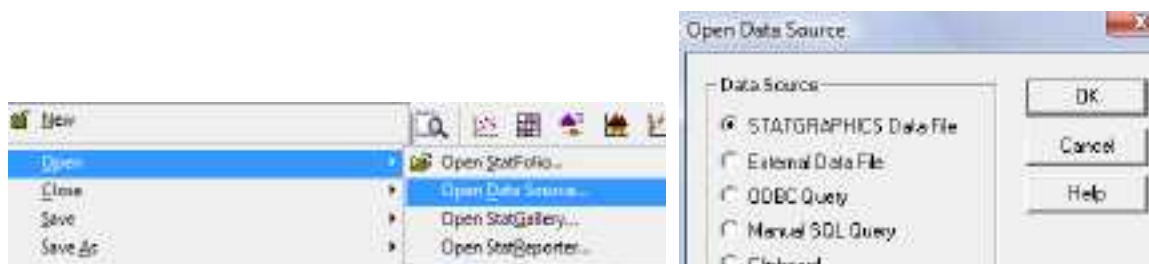 New
Open
Close
Save
Save As
Open StatFolio...
Open Data Source...
Open StatGallery...
Open StatReporter...
Open Data Source
Data Source
STATGRAPHICS Data File
External Data File
ODBC Query
Manual SQL Query
Clipboard
OK
Cancel
Help